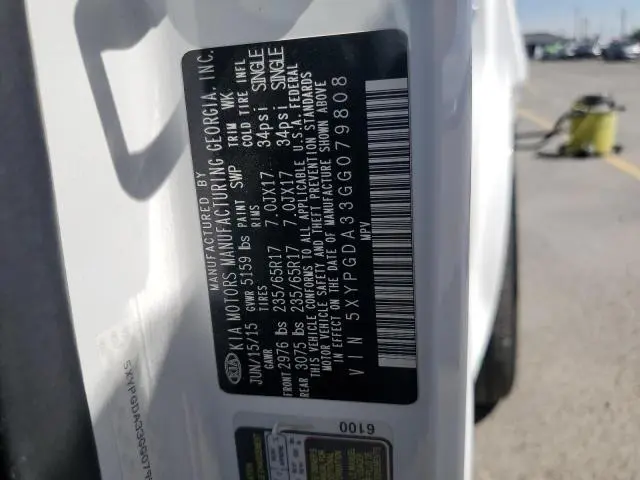 MANUFACTURED BY
KIA KIA MOTORS MANUFACTURING GEORGIA, INC.
JUN/15/15 GVWR 5159 lbs PAINT SWP TRIM WK
GAWR TIRES RIMS COLD TIRE INFL
FRONT 2976 lbs 235/65R17 7.0JX17 34psi SINGLE
REAR 3075 lbs 235/65R17 7.0JX17 34psi SINGLE
THIS VEHICLE CONFORMS TO ALL APPLICABLE U.S.A. FEDERAL
MOTOR VEHICLE SAFETY AND THEFT PREVENTION STANDARDS
IN EFFECT ON THE DATE OF MANUFACTURE SHOWN ABOVE
VIN 5XYPGDA33GG079808
MPV
6100